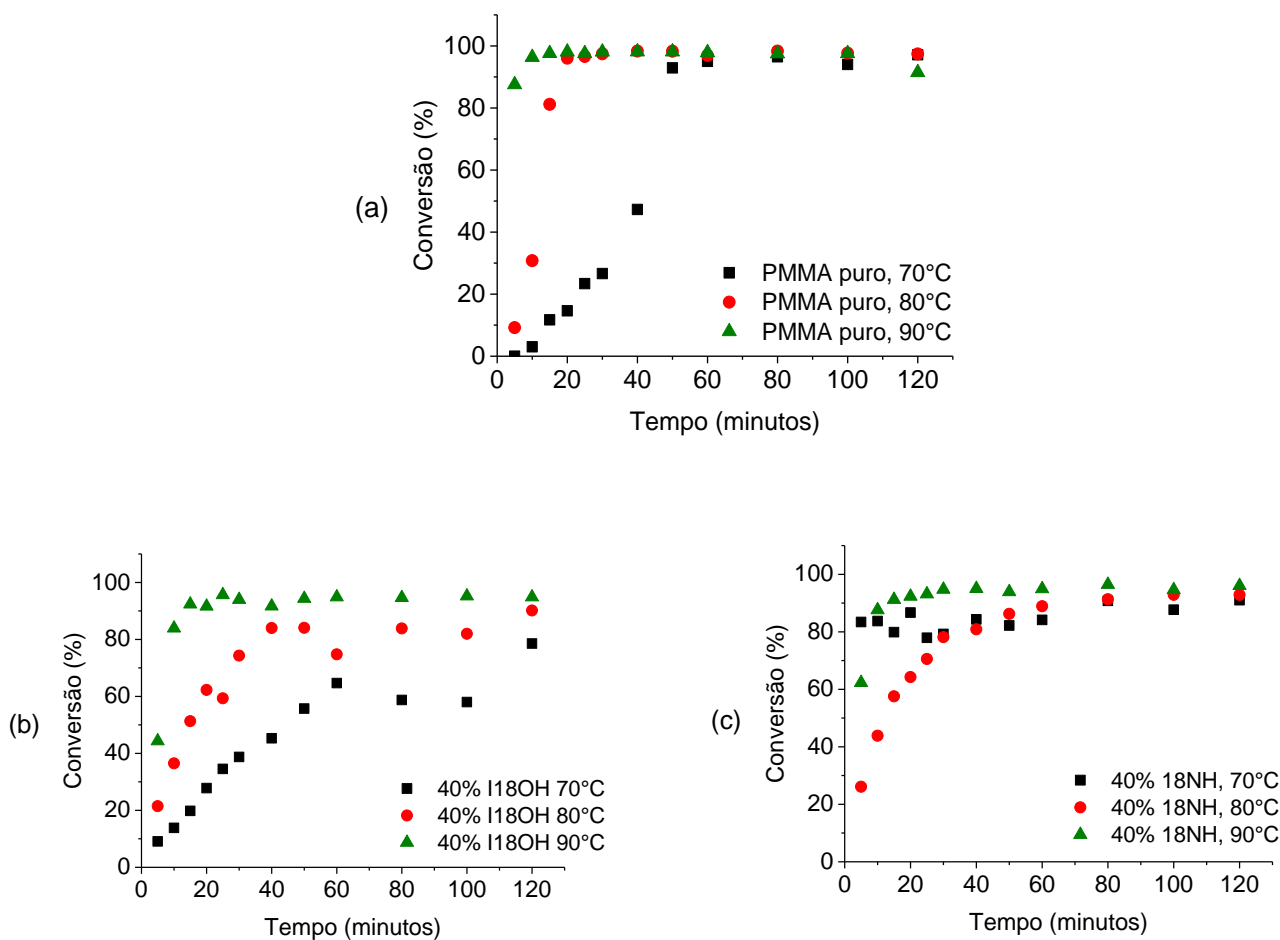 (a)
Conversão (%)
100
80
60
40
20
0
PMMA puro, 70°C
PMMA puro, 80°C
PMMA puro, 90°C
0 20 40 60 80 100 120
Tempo (minutos)
(b)
Conversão (%)
100
80
60
40
20
0
40% I18OH 70°C
40% I18OH 80°C
40% I18OH 90°C
0 20 40 60 80 100 120
Tempo (minutos)
(c)
Conversão (%)
100
80
60
40
20
0
40% 18NH, 70°C
40% 18NH, 80°C
40% 18NH, 90°C
0 20 40 60 80 100 120
Tempo (minutos)